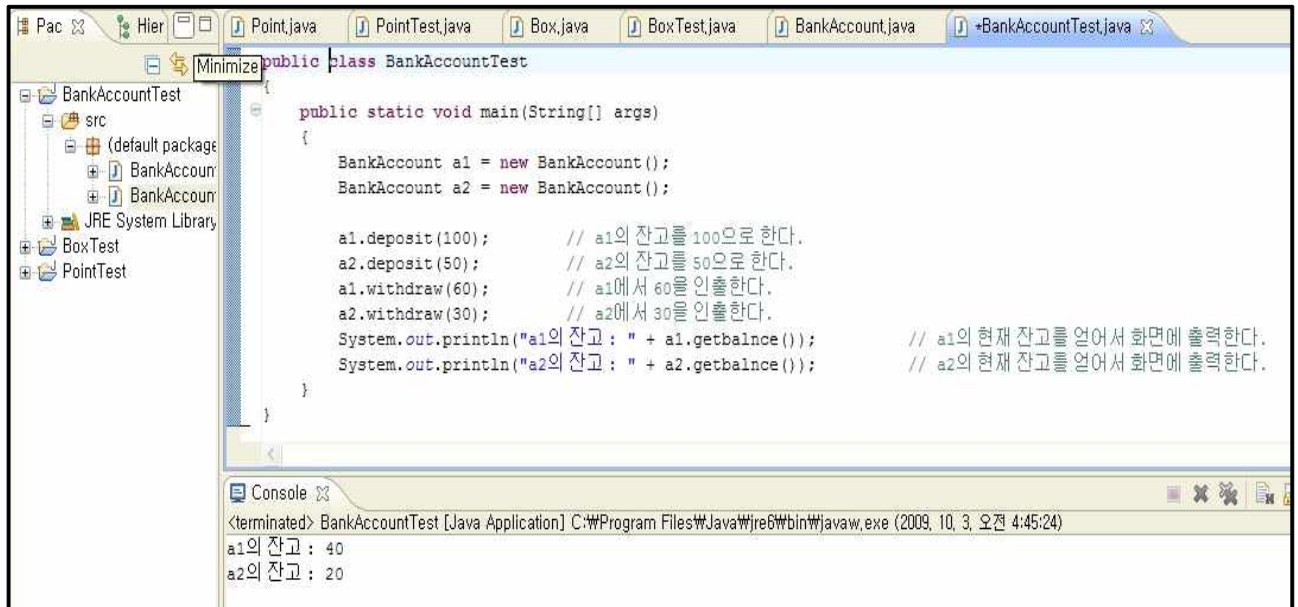 Pac Hier Point.java PointTest.java Box.java BoxTest.java BankAccount.java *BankAccountTest.java
Minimize
BankAccountTest
src
(default package
BankAccoun
BankAccoun
JRE System Library
BoxTest
PointTest
public class BankAccountTest
{
public static void main(String[] args)
{
BankAccount a1 = new BankAccount();
BankAccount a2 = new BankAccount();
a1.deposit(100); // a1의 잔고를 100으로 한다.
a2.deposit(50); // a2의 잔고를 50으로 한다.
a1.withdraw(60); // a1에서 60을 인출한다.
a2.withdraw(30); // a2에서 30을 인출한다.
System.out.println("a1의 잔고 : " + a1.getbalnce()); // a1의 현재 잔고를 얻어서 화면에 출력한다.
System.out.println("a2의 잔고 : " + a2.getbalnce()); // a2의 현재 잔고를 얻어서 화면에 출력한다.
}
}
Console
<terminated> BankAccountTest [Java Application] C:₩Program Files₩Java₩jre6₩bin₩javaw.exe (2009. 10. 3. 오전 4:45:24)
a1의 잔고 : 40
a2의 잔고 : 20